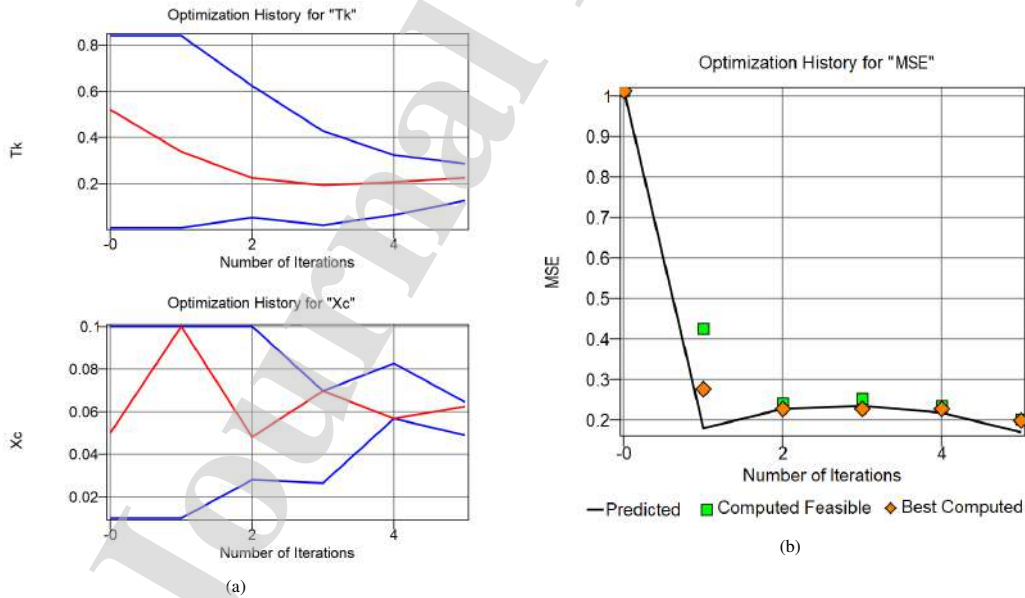 Optimization History for "Tk"
0.8
0.6
0.4
0.2
Tk
-0 2 4
Number of Iterations
Optimization History for "Xc"
0.1
0.08
0.06
0.04
0.02
Xc
-0 2 4
Number of Iterations
(a)
Optimization History for "MSE"
1
0.9
0.8
0.7
0.6
0.5
0.4
0.3
0.2
MSE
-0 2 4
Number of Iterations
Predicted Computed Feasible Best Computed
(b)
Journal